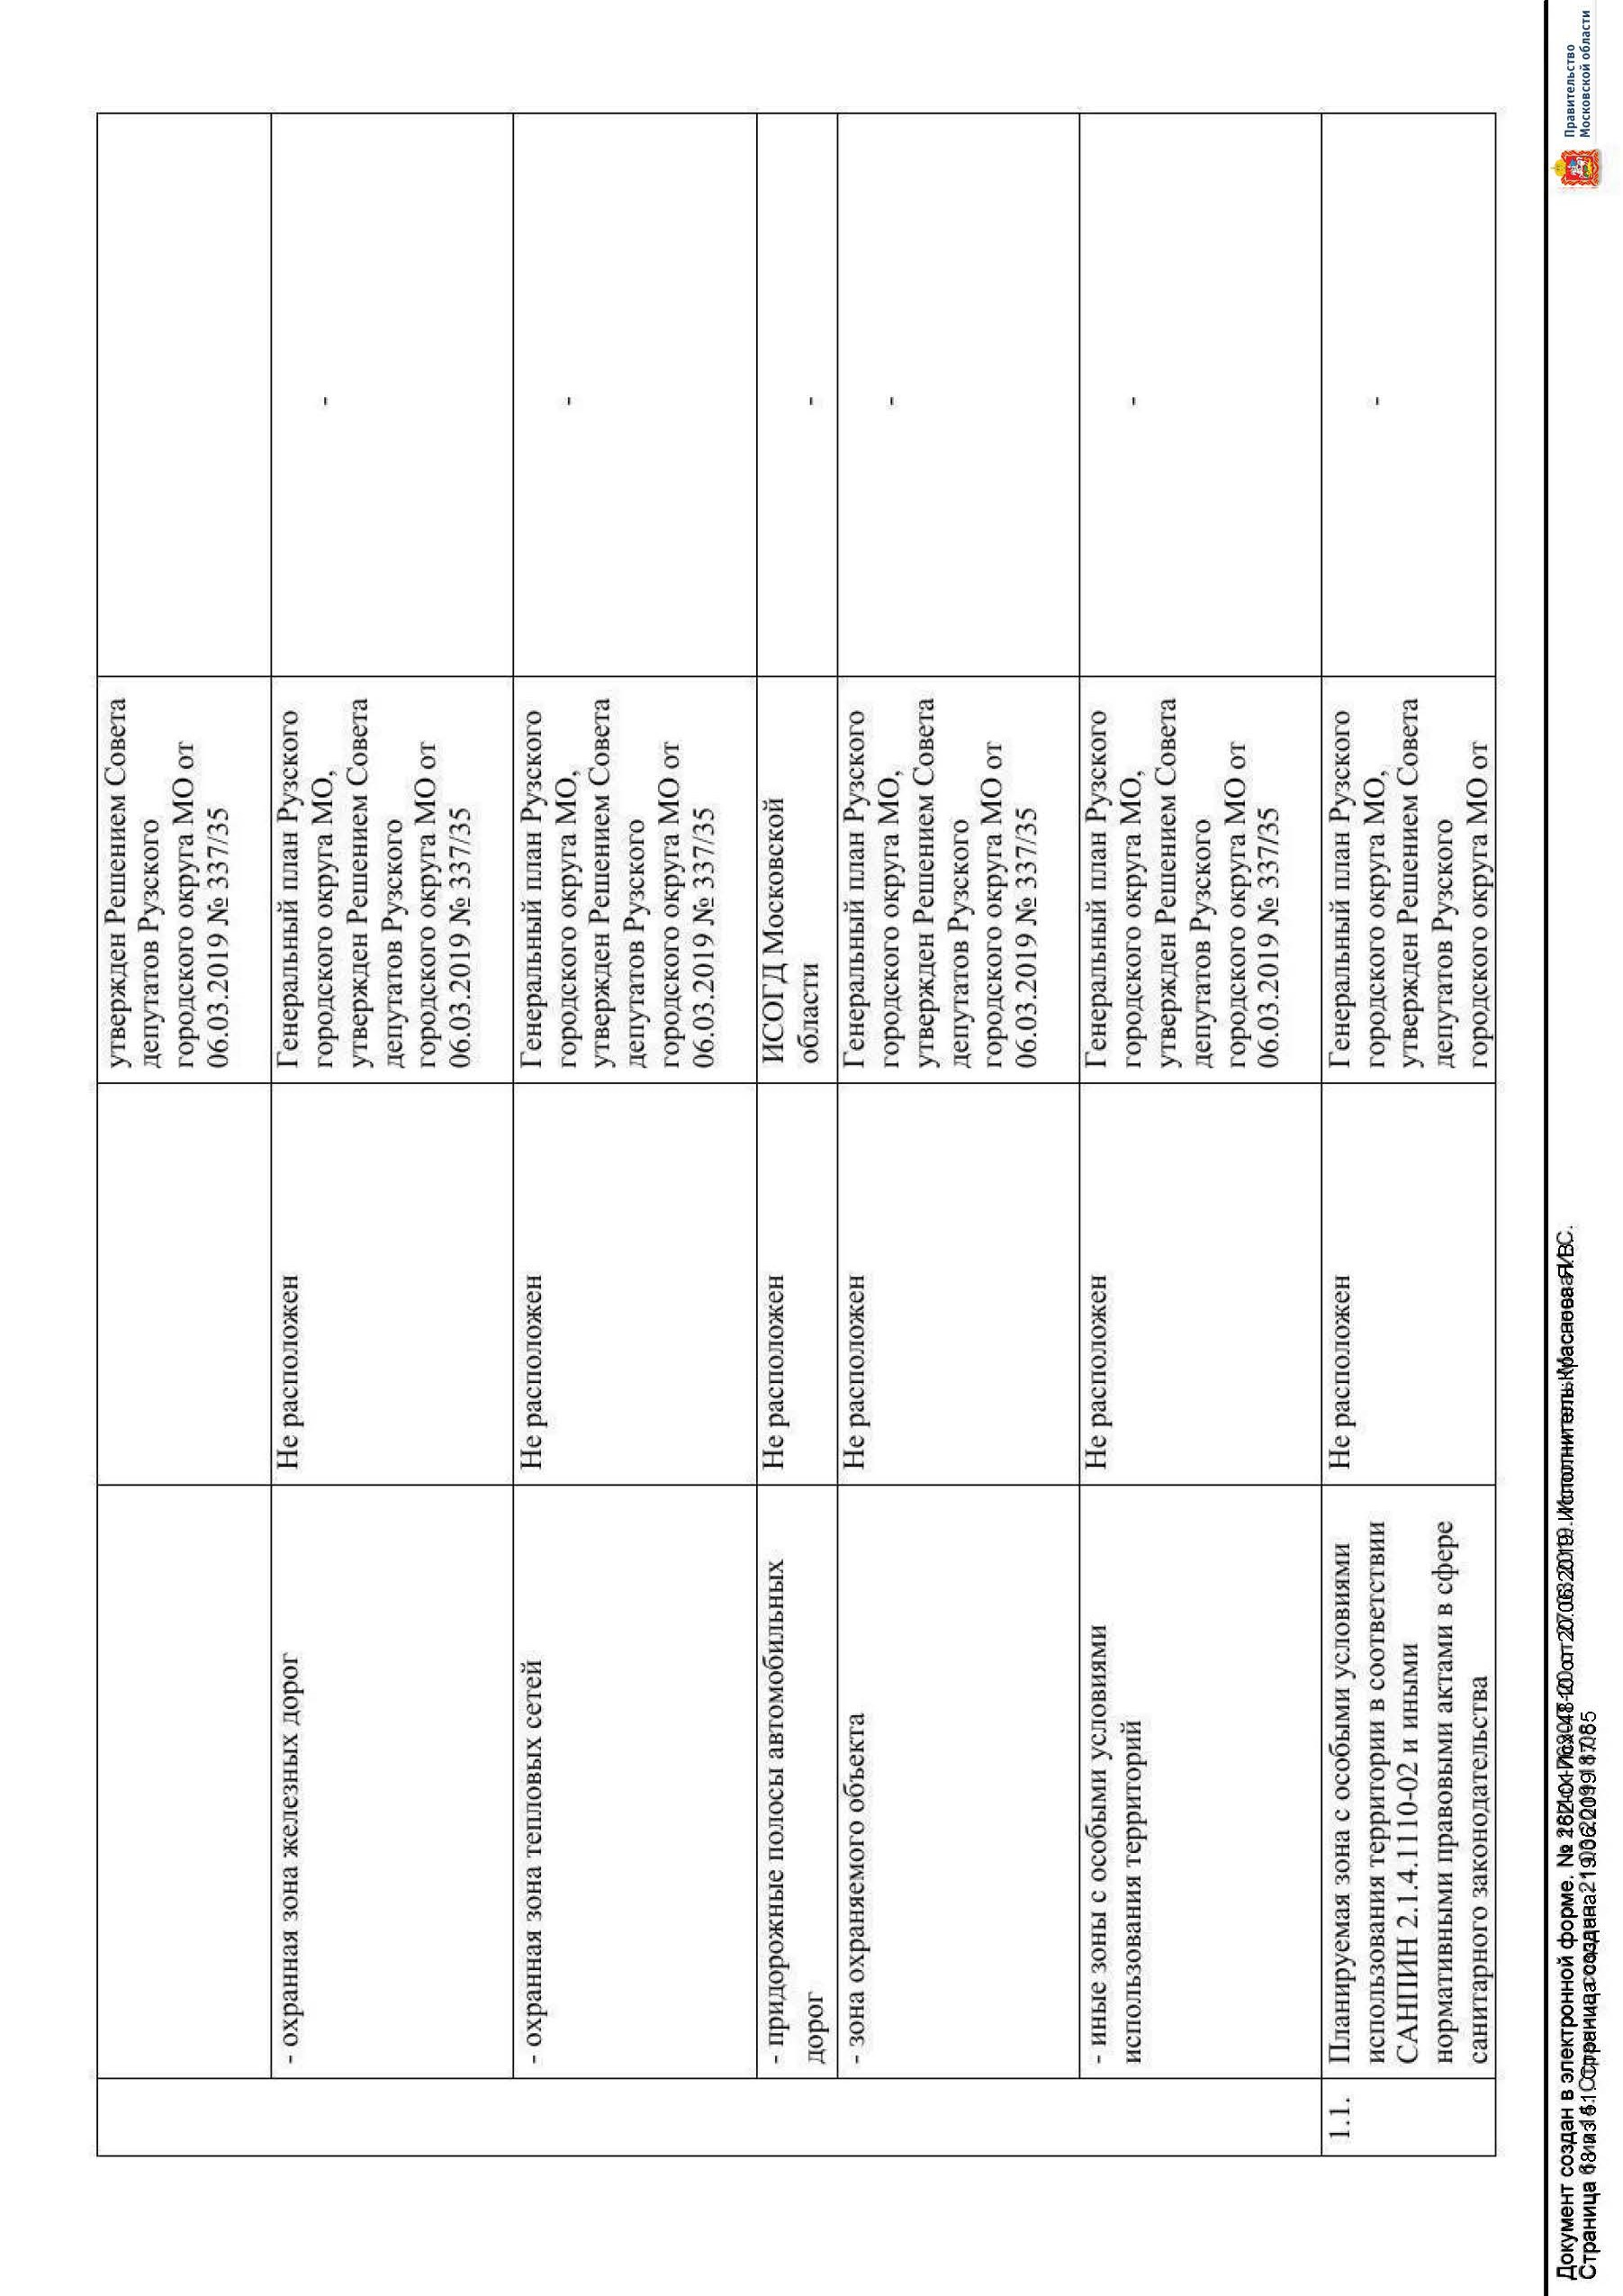 утвержден Решением Совета
депутатов Рузского
городского округа МО от
06.03.2019 № 337/35
- охранная зона железных дорог
Не расположен
Генеральный план Рузского
городского округа МО,
утвержден Решением Совета
депутатов Рузского
городского округа МО от
06.03.2019 № 337/35
-
- охранная зона тепловых сетей
Не расположен
Генеральный план Рузского
городского округа МО,
утвержден Решением Совета
депутатов Рузского
городского округа МО от
06.03.2019 № 337/35
-
- придорожные полосы автомобильных
дорог
Не расположен
ИСОГД Московской
области
-
- зона охраняемого объекта
Не расположен
Генеральный план Рузского
городского округа МО,
утвержден Решением Совета
депутатов Рузского
городского округа МО от
06.03.2019 № 337/35
-
- иные зоны с особыми условиями
использования территорий
Не расположен
Генеральный план Рузского
городского округа МО,
утвержден Решением Совета
депутатов Рузского
городского округа МО от
06.03.2019 № 337/35
-
1.1.
Планируемая зона с особыми условиями
использования территории в соответствии
САНПИН 2.1.4.1110-02 и иными
нормативными правовыми актами в сфере
санитарного законодательства
Не расположен
Генеральный план Рузского
городского округа МО,
утвержден Решением Совета
депутатов Рузского
городского округа МО от
-
Документ создан в электронной форме. №
Страница
Правительство
Московской области